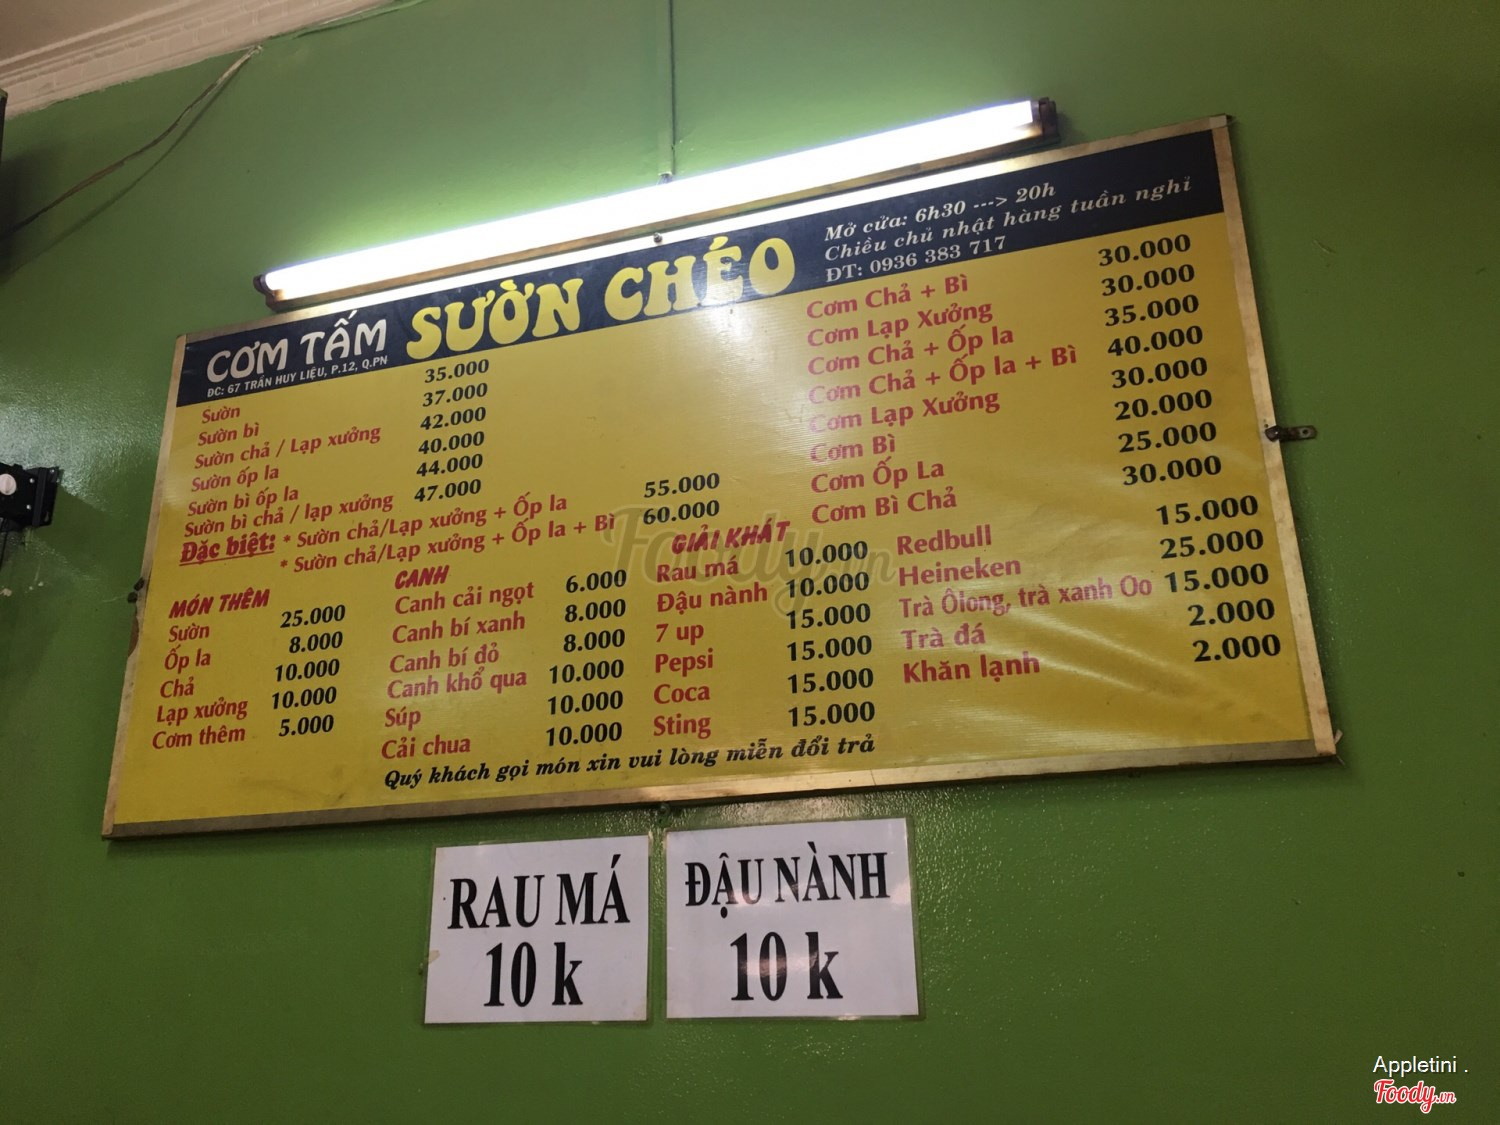 CƠM TẤM SƯỜN CHÉO
ĐC: 67 TRẦN HUY LIỆU, P.12, Q.PN
Mở cửa: 6h30 ---> 20h
Chiều chủ nhật hàng tuần nghỉ
ĐT: 0936 383 717
Sườn 35.000
Sườn bì 37.000
Sườn chả / Lạp xưởng 42.000
Sườn ốp la 40.000
Sườn bì ốp la 44.000
Sườn bì chả / lạp xưởng 47.000
Đặc biệt: * Sườn chả/Lạp xưởng + Ốp la 55.000
* Sườn chả/Lạp xưởng + Ốp la + Bì 60.000
Cơm Chả + Bì 30.000
Cơm Lạp Xưởng 30.000
Cơm Chả + Ốp la 35.000
Cơm Chả + Ốp la + Bì 40.000
Cơm Lạp Xưởng 30.000
Cơm Bì 20.000
Cơm Ốp La 25.000
Cơm Bì Chả 30.000
MÓN THÊM
Sườn 25.000
Ốp la 8.000
Chả 10.000
Lạp xưởng 10.000
Cơm thêm 5.000
CANH
Canh cải ngọt 6.000
Canh bí xanh 8.000
Canh bí đỏ 8.000
Canh khổ qua 10.000
Súp 10.000
Cải chua 10.000
GIẢI KHÁT
Rau má 10.000
Đậu nành 10.000
7 up 15.000
Pepsi 15.000
Coca 15.000
Sting 15.000
Redbull 15.000
Heineken 25.000
Trà Ôlong, trà xanh Oo 15.000
Trà đá 2.000
Khăn lạnh 2.000
Quý khách gọi món xin vui lòng miễn đổi trả
Foody.vn
RAU MÁ
10 k
ĐẬU NÀNH
10 k
Appletini .
Foody.vn